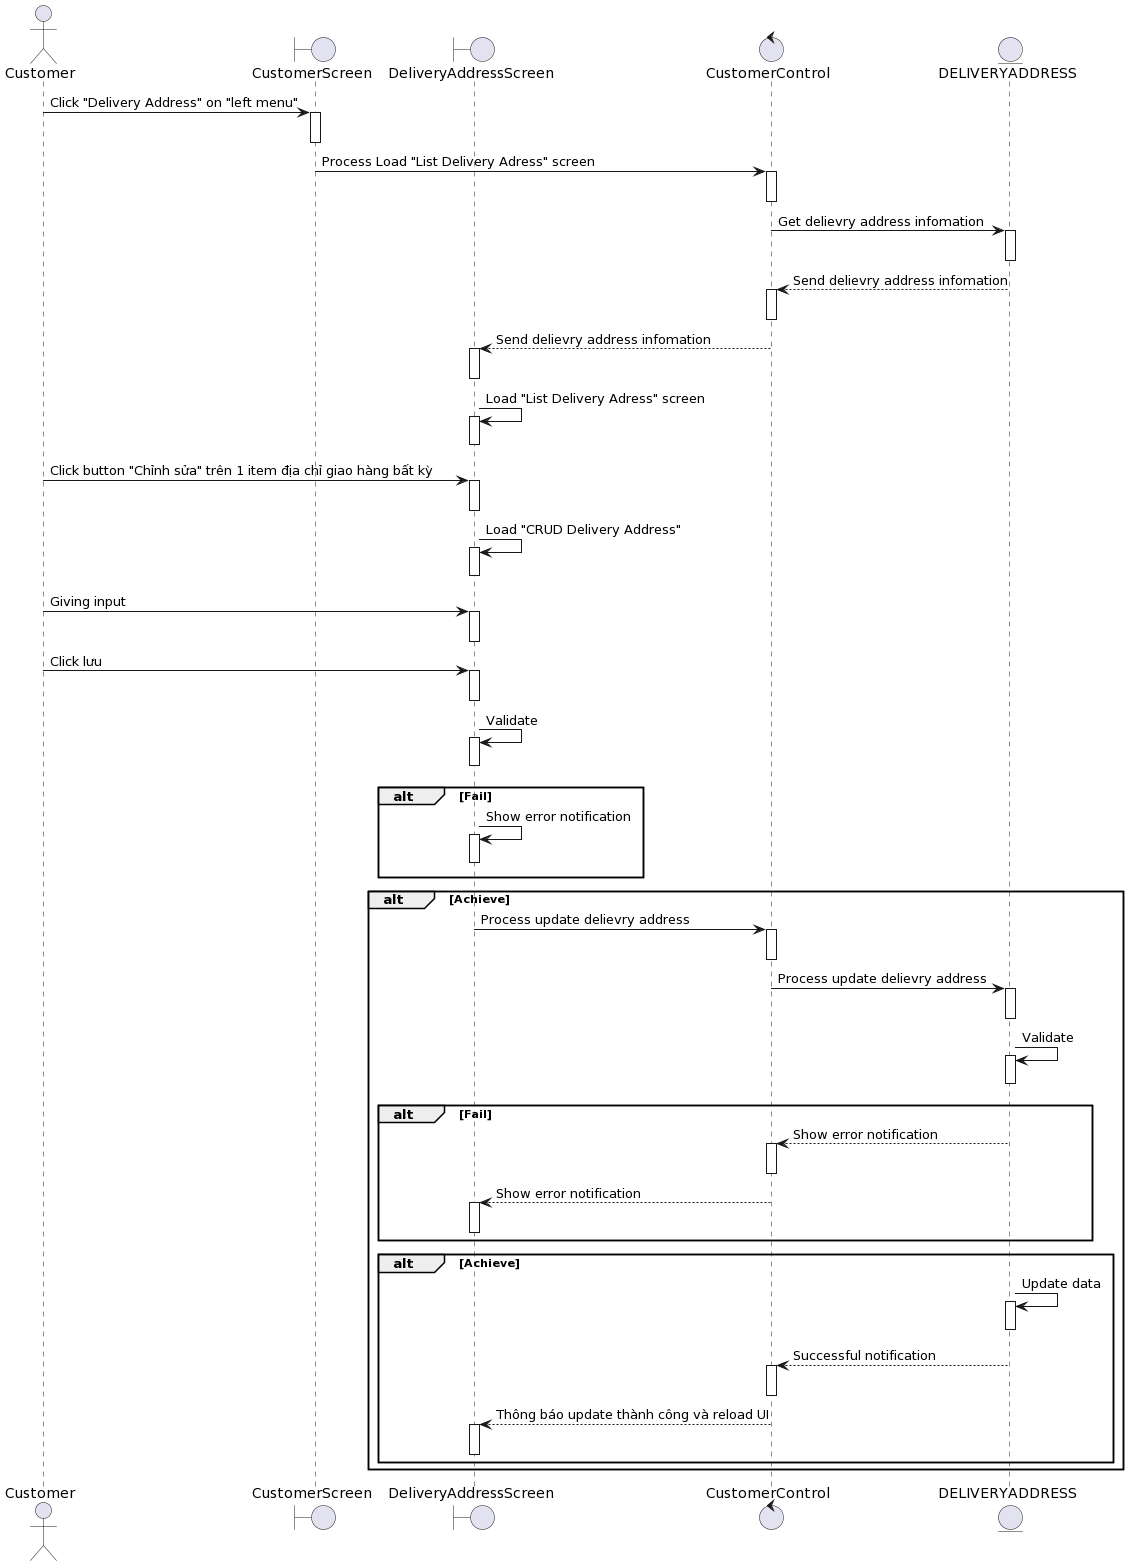 Customer
CustomerScreen
DeliveryAddressScreen
CustomerControl
DELIVERYADDRESS
Click "Delivery Address" on "left menu"
Process Load "List Delivery Adress" screen
Get delievry address infomation
Send delievry address infomation
Send delievry address infomation
Load "List Delivery Adress" screen
Click button "Chỉnh sửa" trên 1 item địa chỉ giao hàng bất kỳ
Load "CRUD Delivery Address"
Giving input
Click lưu
Validate
alt [Fail]
Show error notification
alt [Achieve]
Process update delievry address
Process update delievry address
Validate
alt [Fail]
Show error notification
Show error notification
alt [Achieve]
Update data
Successful notification
Thông báo update thành công và reload UI
Customer
CustomerScreen
DeliveryAddressScreen
CustomerControl
DELIVERYADDRESS